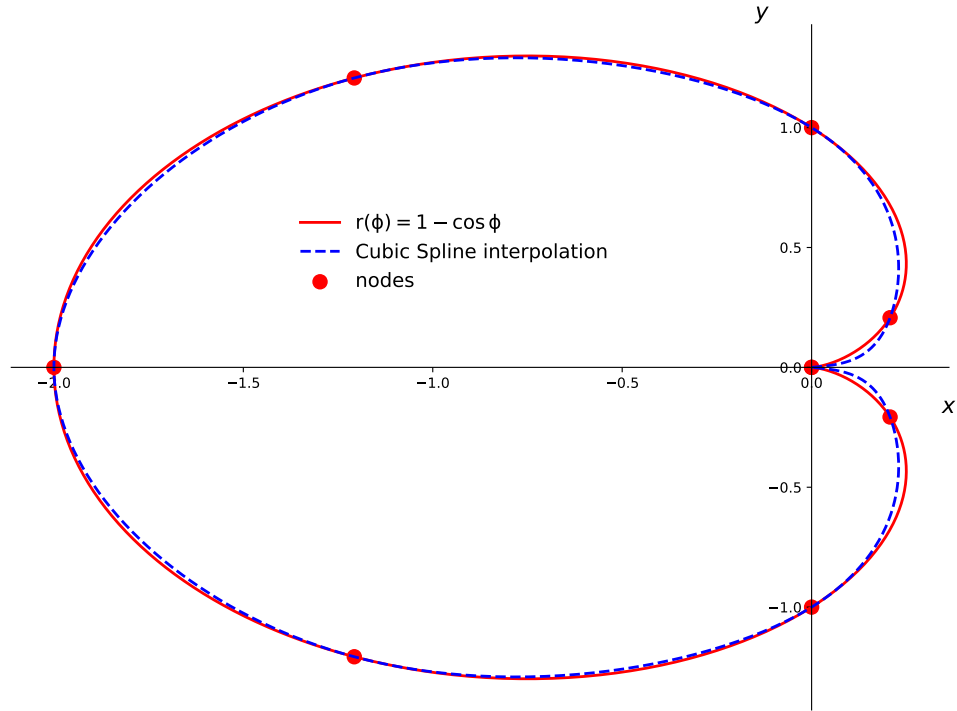 y
1.0
r(ϕ) = 1 − cos ϕ
0.5
Cubic Spline interpolation
nodes
0.0
−2.0 −1.5 −1.0 −0.5 0.0
x
−0.5
−1.0